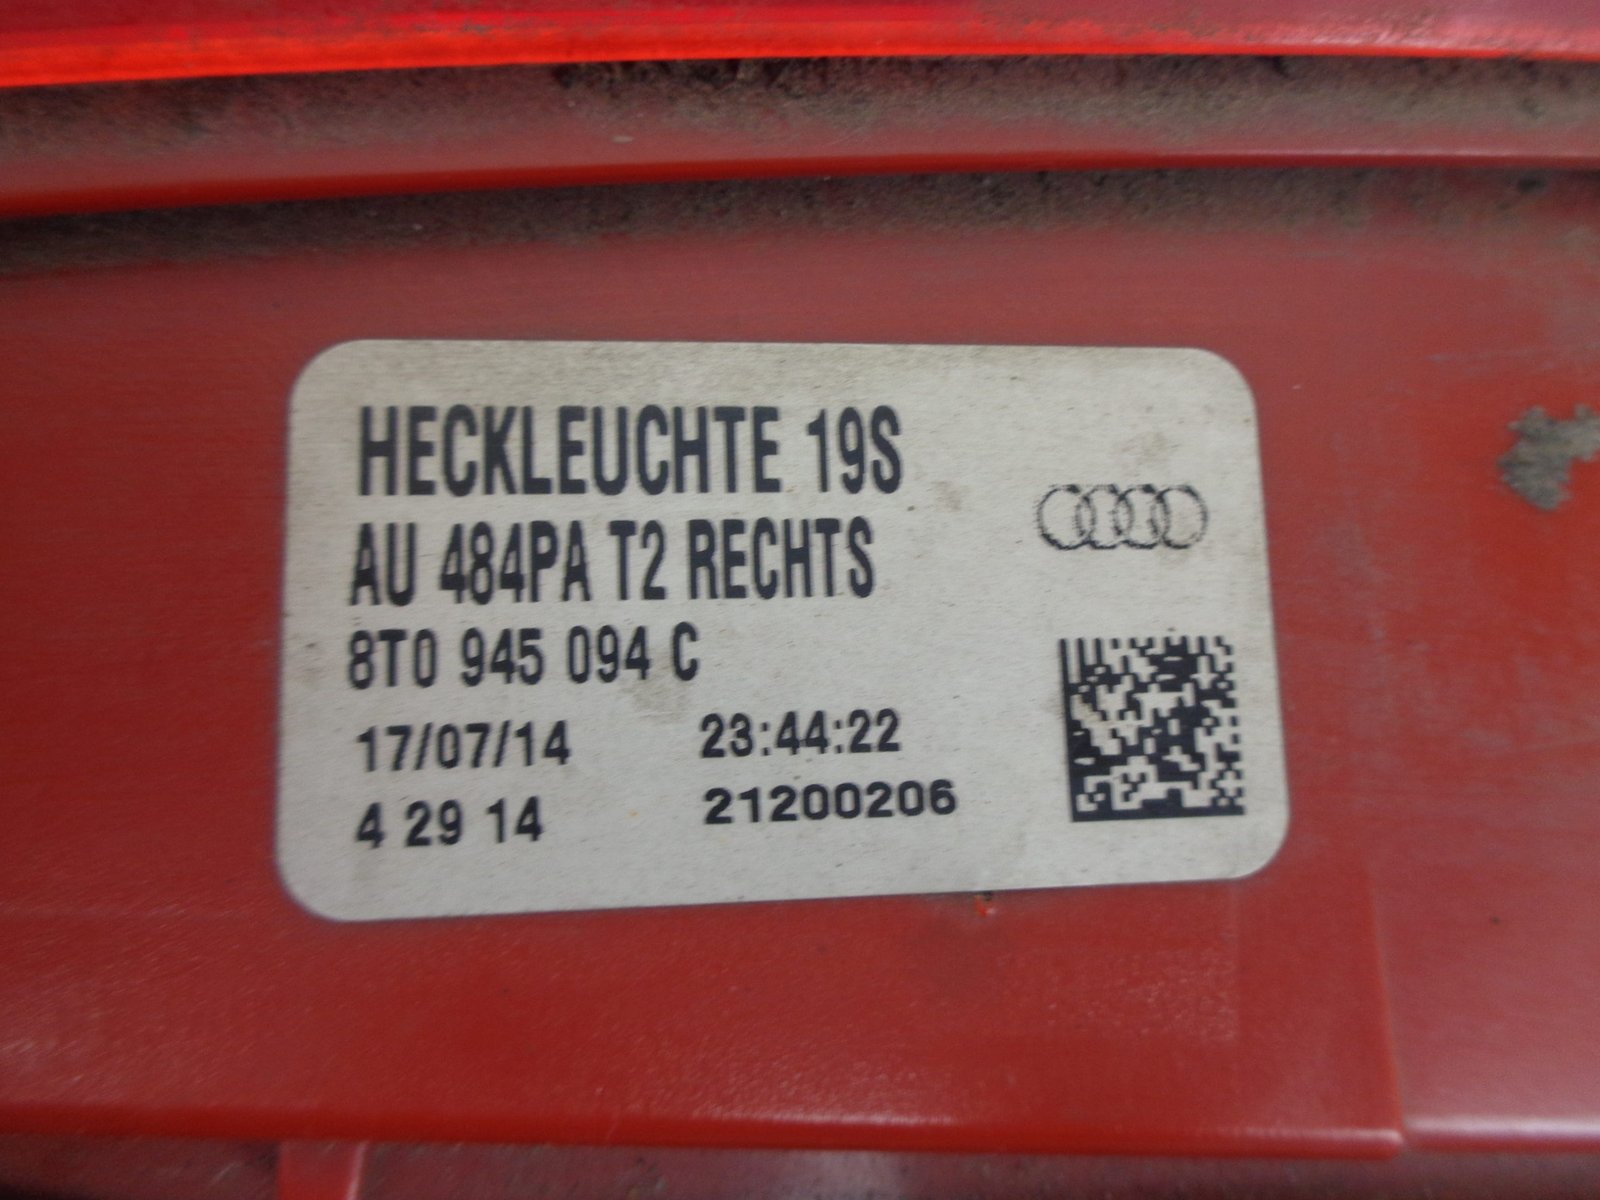 HECKLEUCHTE 19S
AU 484PA T2 RECHTS
8T0 945 094 C
17/07/14 23:44:22
4 29 14 21200206